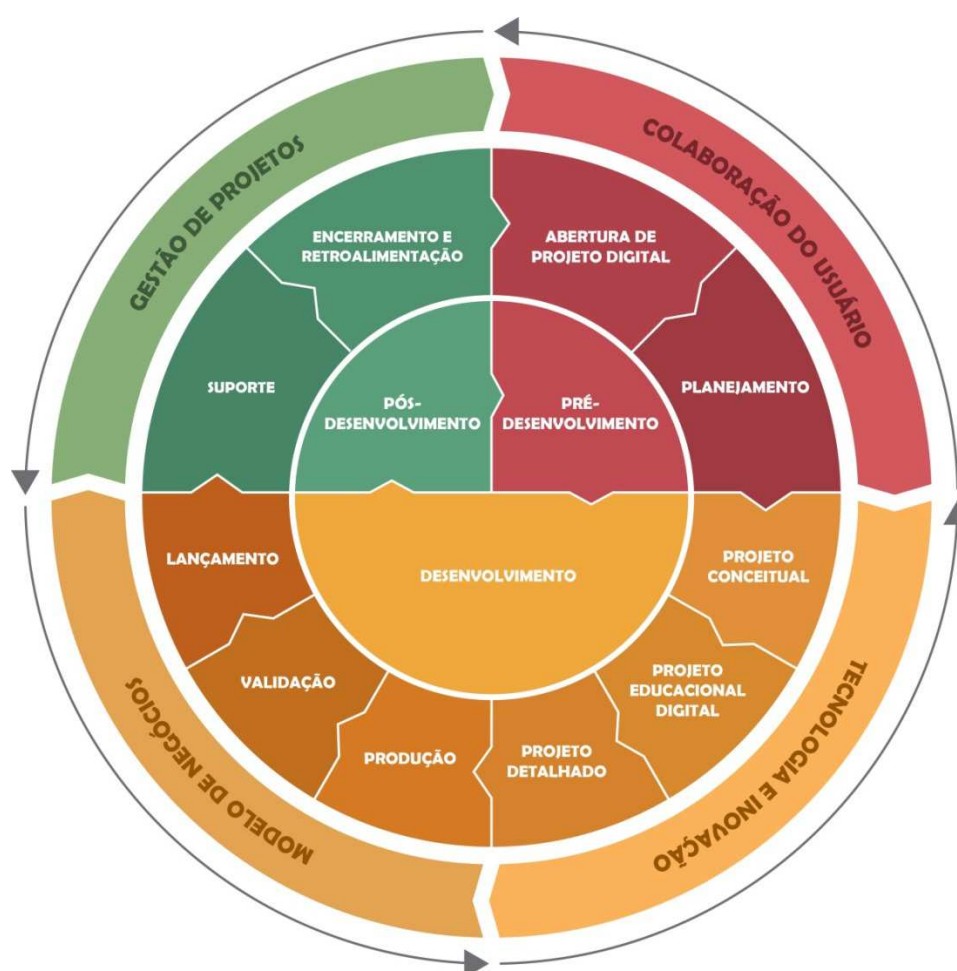 GESTÃO DE PROJETOS
COLABORAÇÃO DO USUÁRIO
ENCERRAMENTO E
RETROALIMENTAÇÃO
ABERTURA DE
PROJETO DIGITAL
SUPORTE
PLANEJAMENTO
PÓS-
DESENVOLVIMENTO
PRÉ-
DESENVOLVIMENTO
DESENVOLVIMENTO
LANÇAMENTO
PROJETO
CONCEITUAL
VALIDAÇÃO
PROJETO
EDUCACIONAL
DIGITAL
PRODUÇÃO
PROJETO
DETALHADO
MODELO DE NEGÓCIOS
TECNOLOGIA E INOVAÇÃO